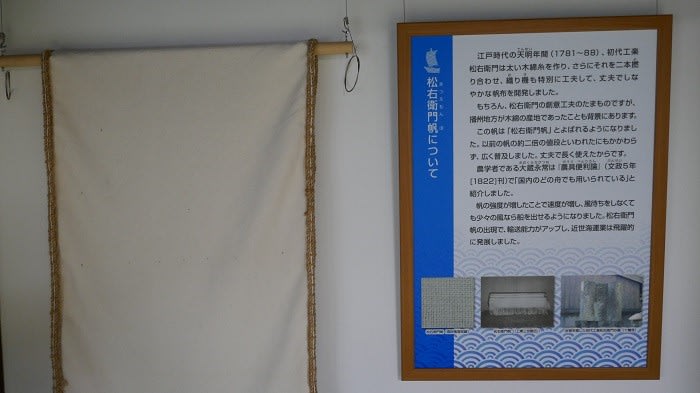 松右衛門帆について
まつえもんほ
江戸時代の天明年間(1781～88)、初代工楽
松右衛門は太い木綿糸を作り、さらにそれを二本撚
り合わせ、織り機も特別に工夫して、丈夫でしな
やかな帆布を開発しました。
もちろん、松右衛門の創意工夫のたまものですが、
播州地方が木綿の産地であったことも背景にあります。
この帆は「松右衛門帆」とよばれるようになりまし
た。以前の帆の約二倍の値段といわれたにもかかわら
ず、広く普及しました。丈夫で長く使えたからです。
農学者である大蔵永常は『農具便利論』(文政5年
[1822]刊)で「国内のどの舟でも用いられている」と
紹介しました。
帆の強度が増したことで速度が増し、風待ちをしなくて
も少々の風なら船を出せるようになりました。松右衛門
帆の出現で、輸送能力がアップし、近世海運業は飛躍的
に発展しました。